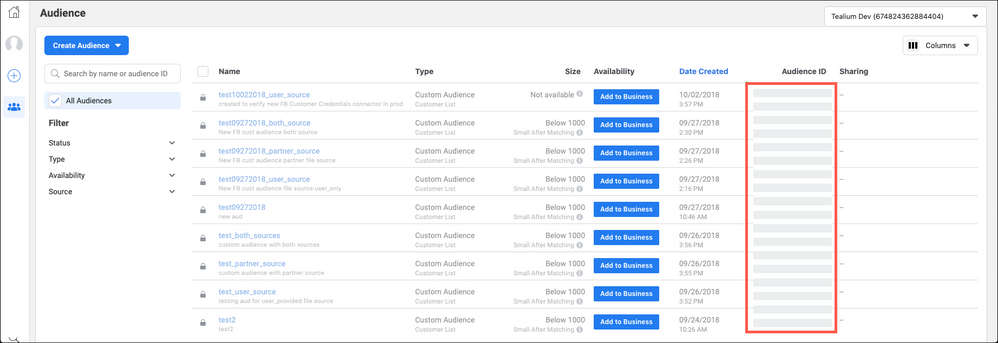 Audience
Tealium Dev (674824362884404)
Create Audience
Columns
Search by name or audience ID
All Audiences
Filter
Status
Type
Availability
Source
Name Type Size Availability Date Created Audience ID Sharing
test10022018_user_source Custom Audience Not available Add to Business 10/02/2018 --
created to verify new FB Customer Credentials connector in prod Customer List 3:57 PM
test09272018_both_source Custom Audience Below 1000 Add to Business 09/27/2018 --
New FB cust audience both source Customer List Small After Matching 2:30 PM
test09272018_partner_source Custom Audience Below 1000 Add to Business 09/27/2018 --
New FB cust audience partner file source Customer List Small After Matching 2:26 PM
test09272018_user_source Custom Audience Below 1000 Add to Business 09/27/2018 --
New FB cust audience file source user_only Customer List Small After Matching 2:16 PM
test09272018 Custom Audience Below 1000 Add to Business 09/27/2018 --
new aud Customer List Small After Matching 10:46 AM
test_both_sources Custom Audience Below 1000 Add to Business 09/26/2018 --
custom audience with both sources Customer List Small After Matching 3:56 PM
test_partner_source Custom Audience Below 1000 Add to Business 09/26/2018 --
custom audience with partner source Customer List Small After Matching 3:55 PM
test_user_source Custom Audience Below 1000 Add to Business 09/26/2018 --
testing aud for user_provided file source Customer List Small After Matching 3:52 PM
test2 Custom Audience Below 1000 Add to Business 09/24/2018 --
test2 Customer List Small After Matching 10:26 AM